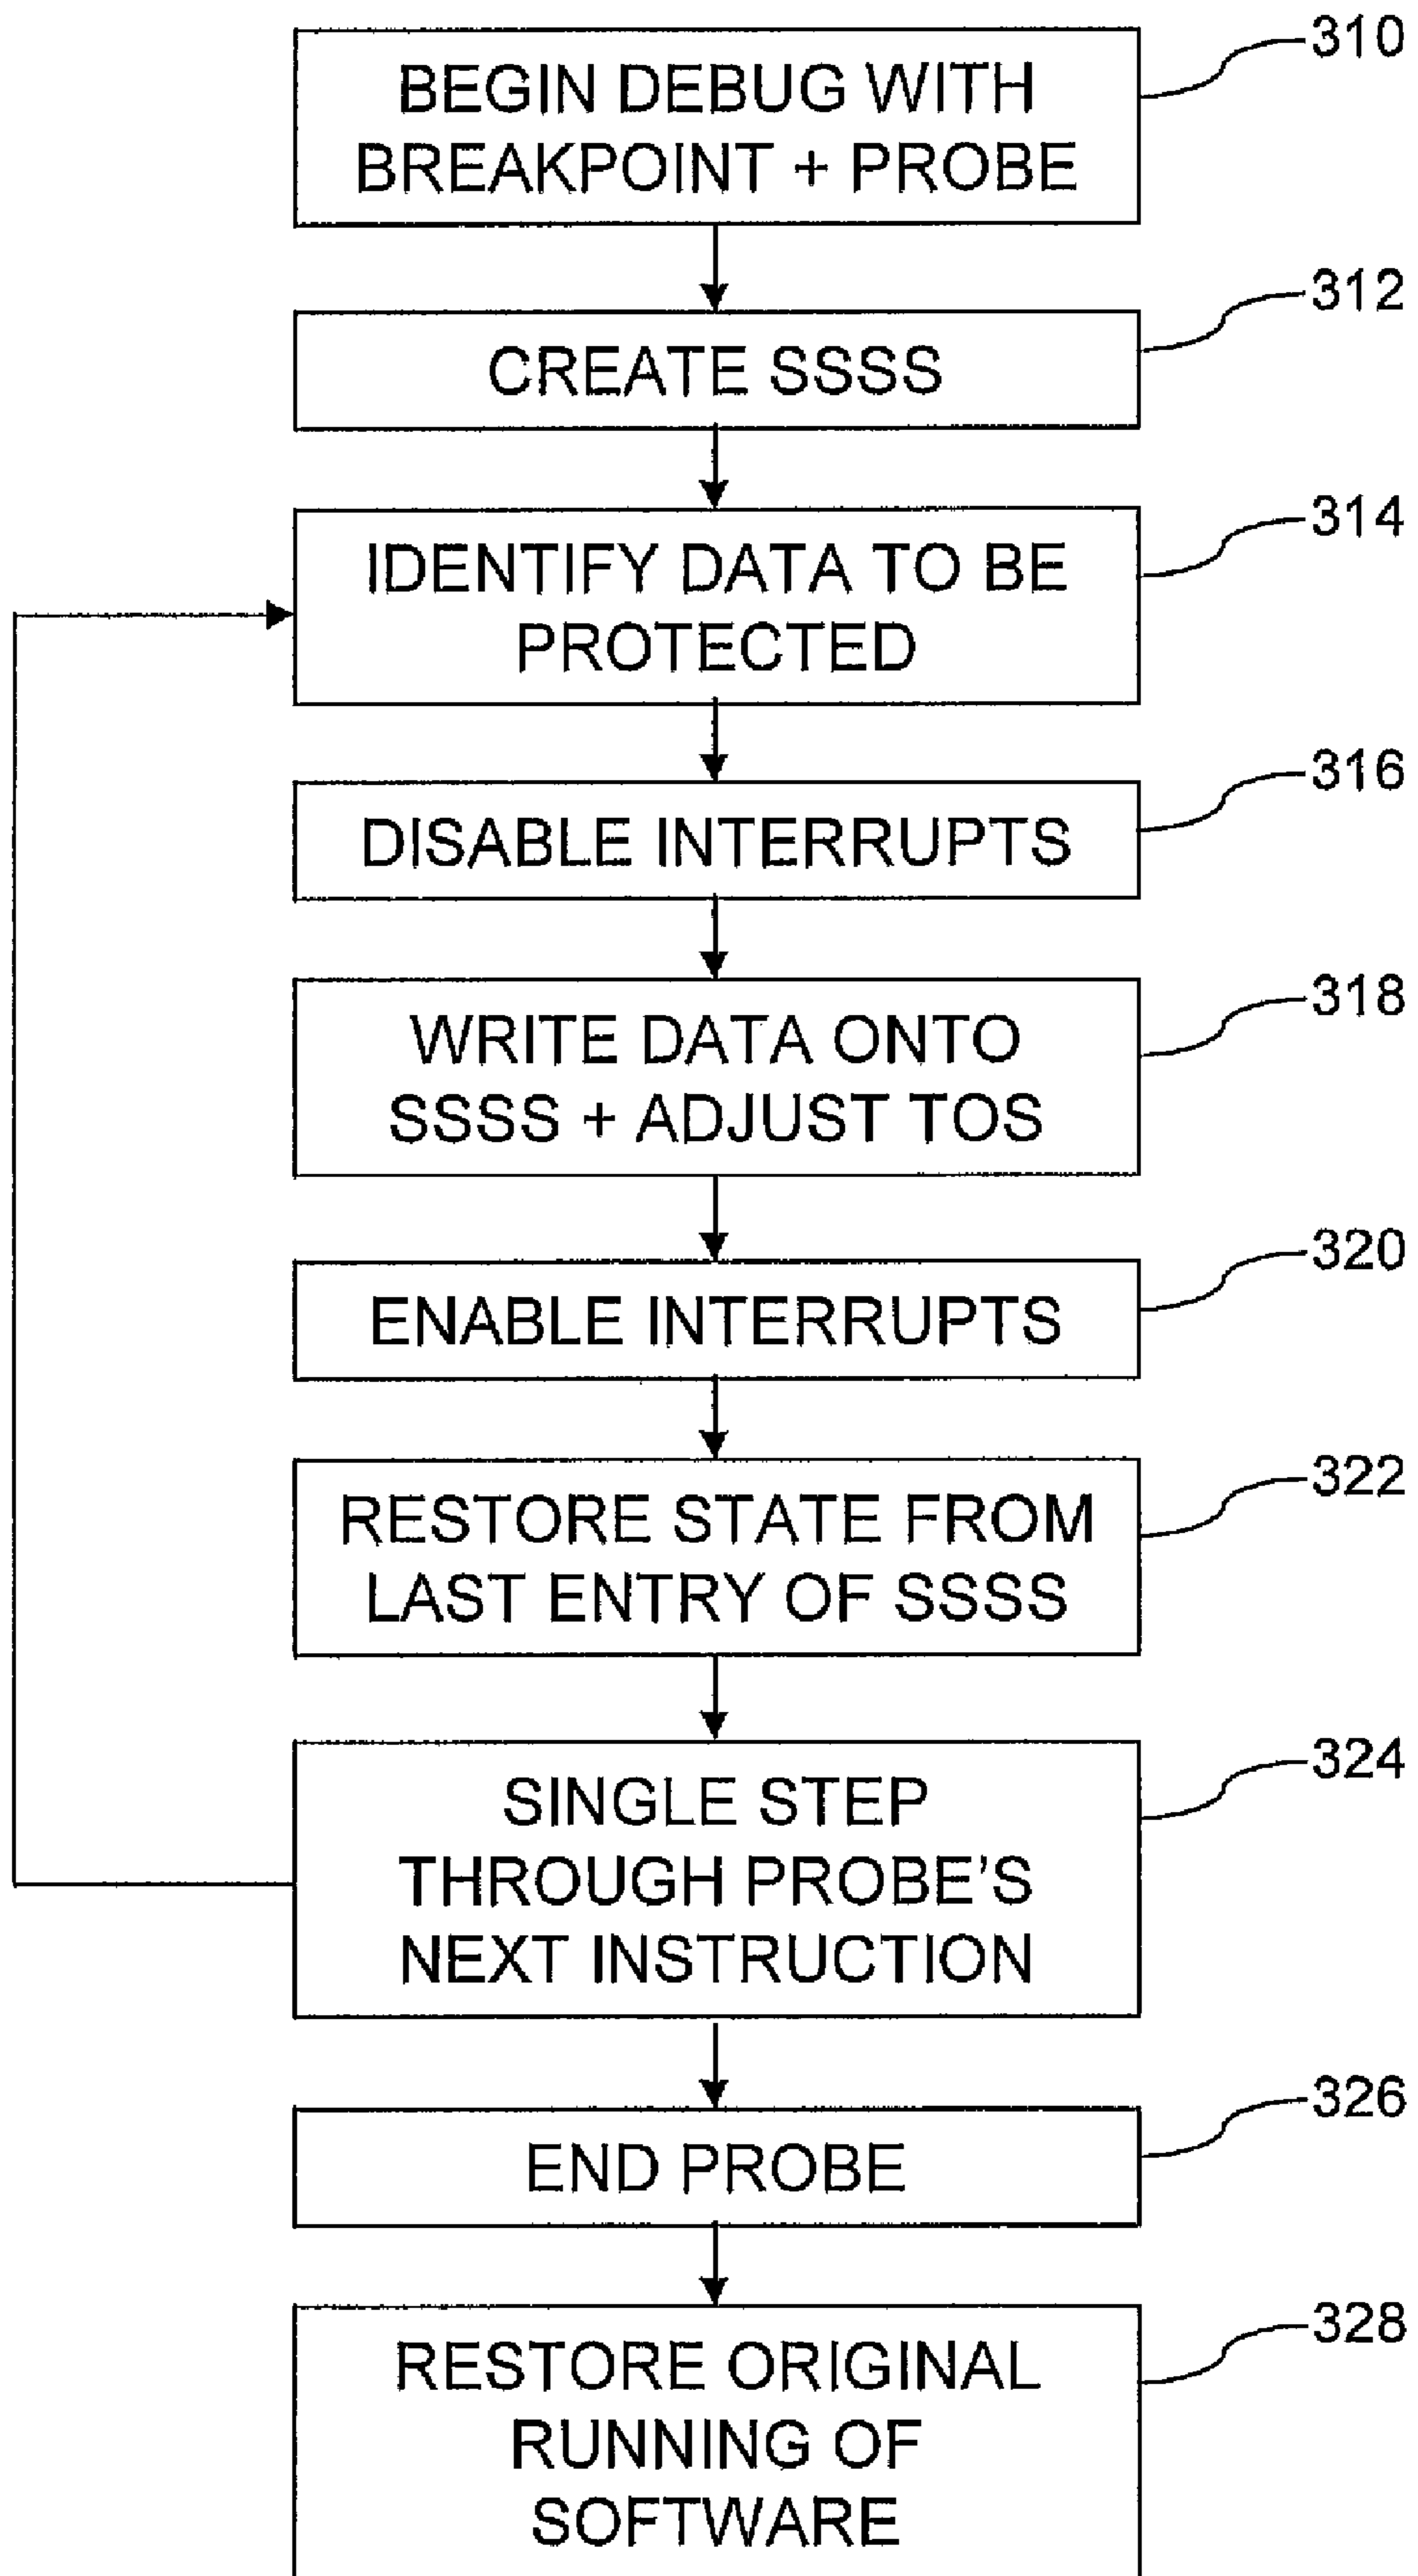 310
BEGIN DEBUG WITH
BREAKPOINT + PROBE
312
CREATE SSSS
314
IDENTIFY DATA TO BE
PROTECTED
316
DISABLE INTERRUPTS
318
WRITE DATA ONTO
SSSS + ADJUST TOS
320
ENABLE INTERRUPTS
322
RESTORE STATE FROM
LAST ENTRY OF SSSS
324
SINGLE STEP
THROUGH PROBE'S
NEXT INSTRUCTION
326
END PROBE
328
RESTORE ORIGINAL
RUNNING OF
SOFTWARE